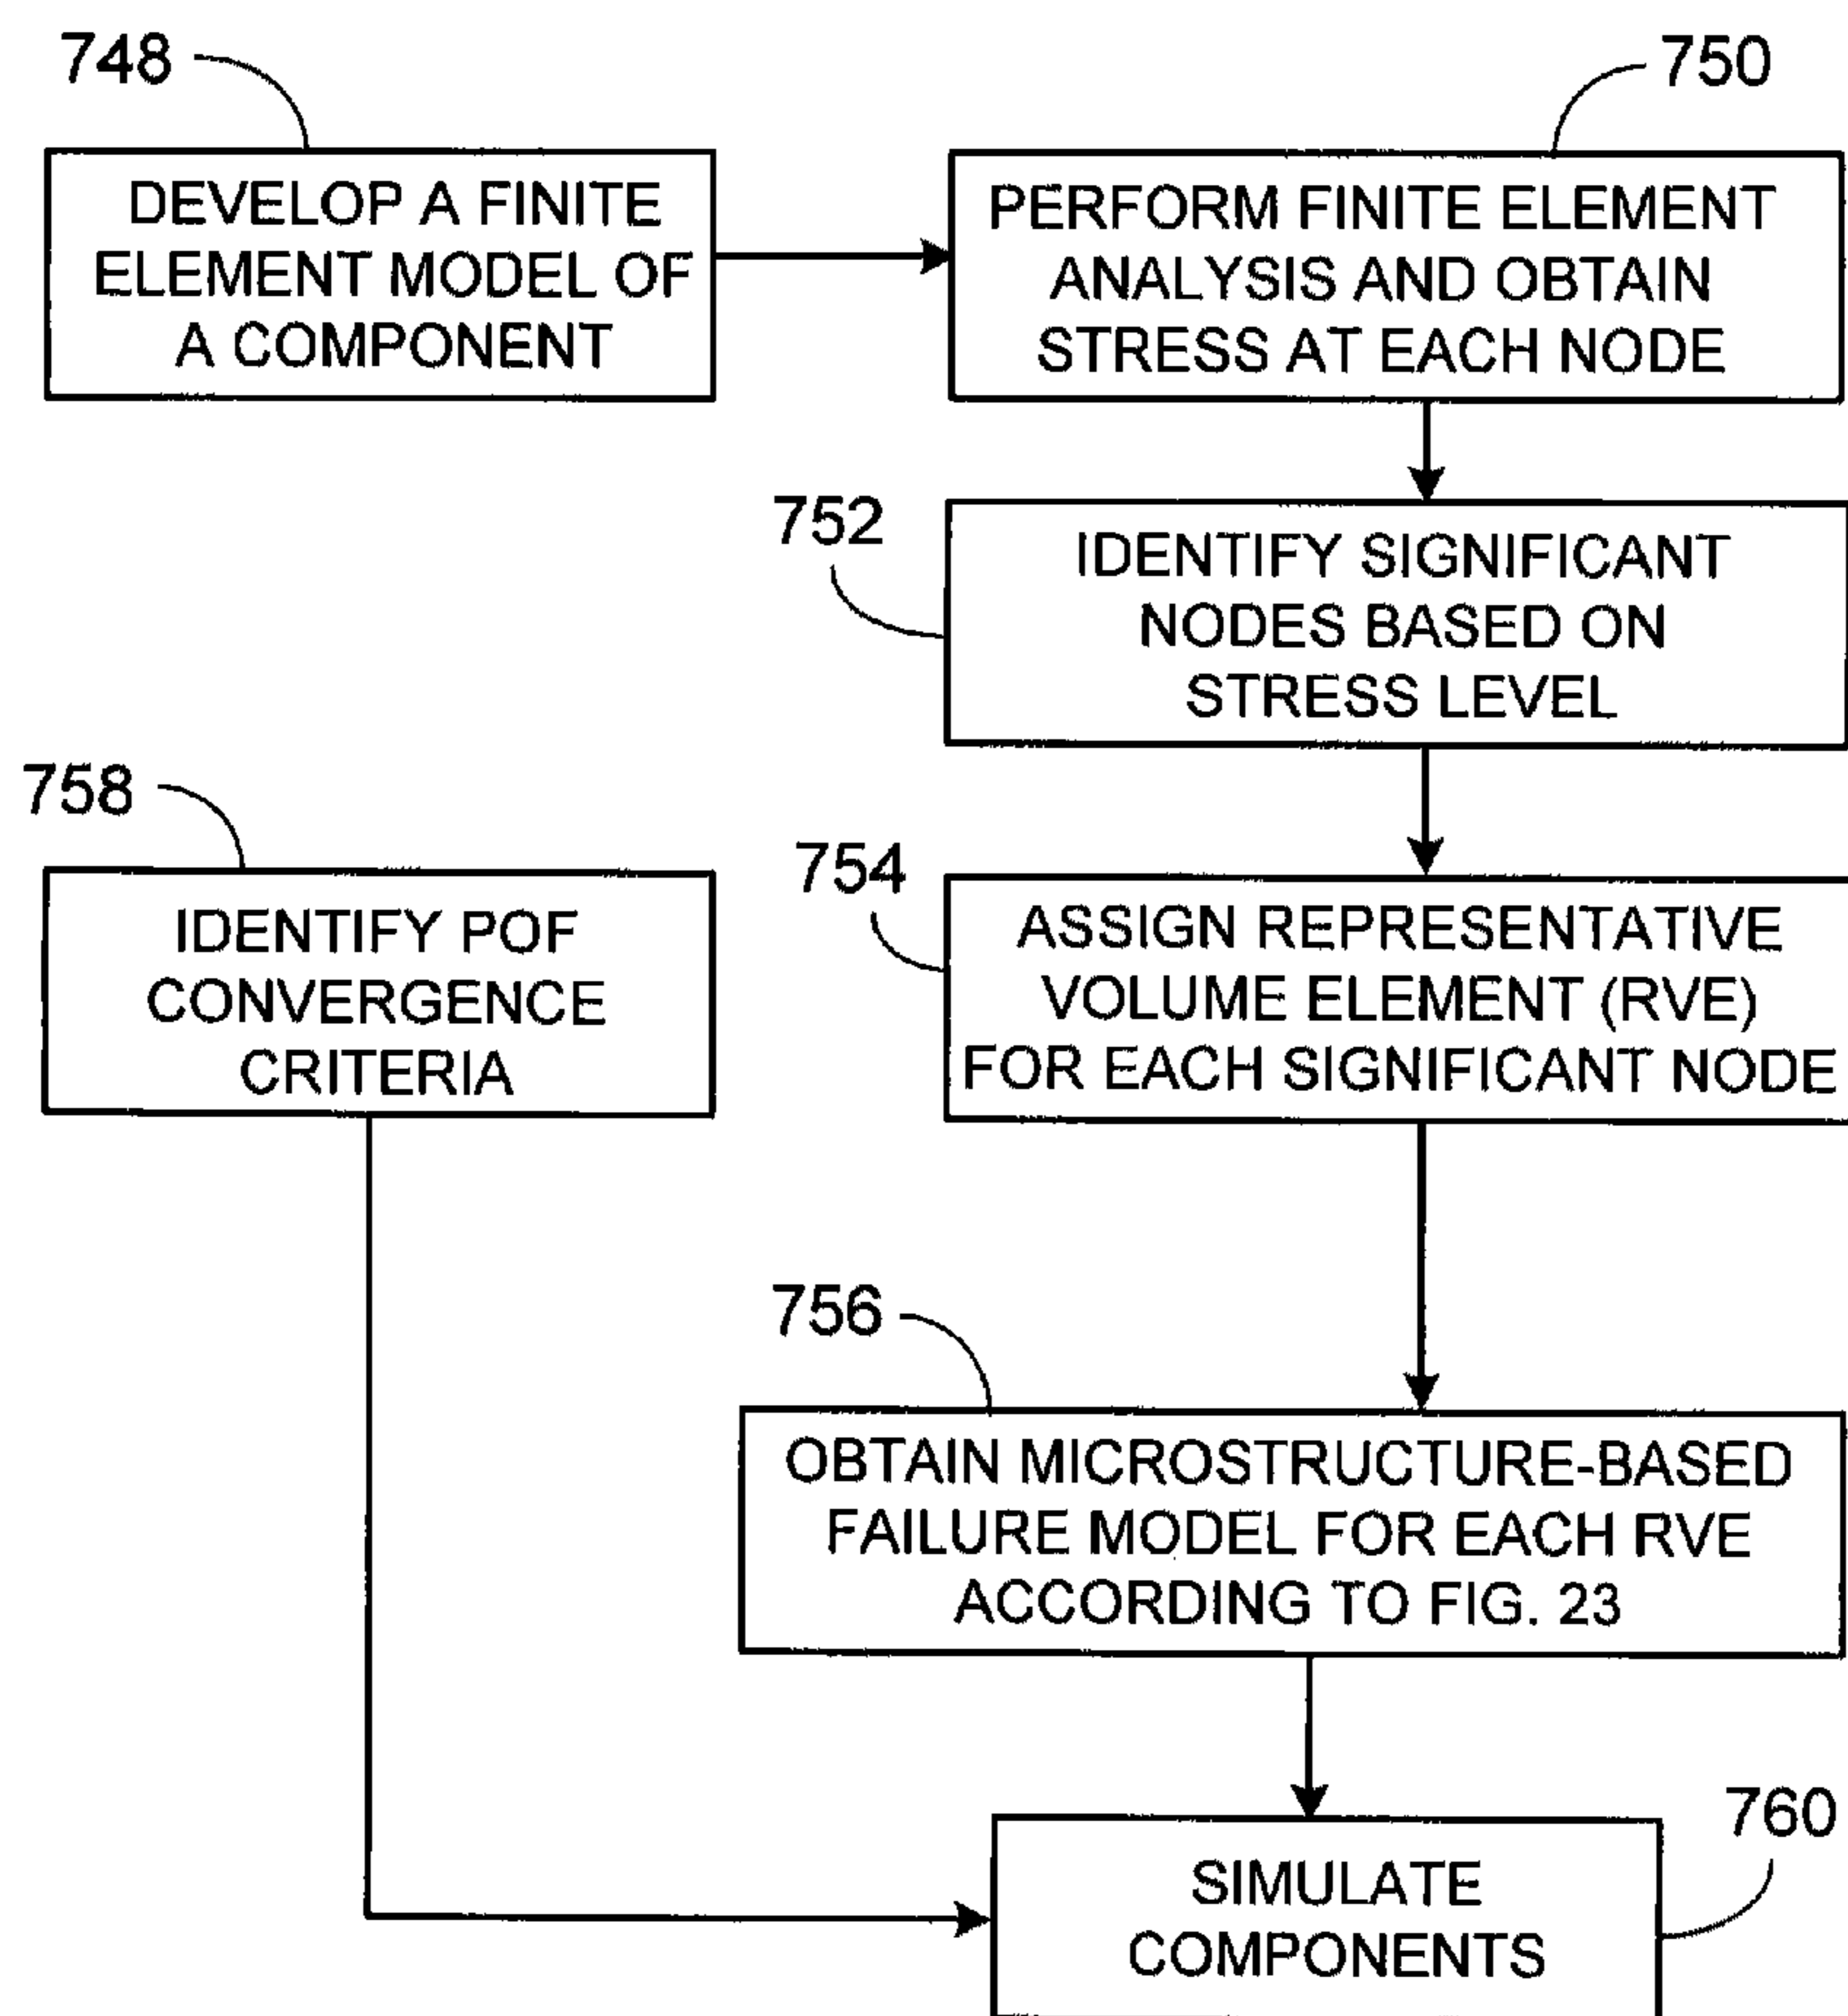 748
DEVELOP A FINITE
ELEMENT MODEL OF
A COMPONENT
750
PERFORM FINITE ELEMENT
ANALYSIS AND OBTAIN
STRESS AT EACH NODE
752
IDENTIFY SIGNIFICANT
NODES BASED ON
STRESS LEVEL
758
IDENTIFY POF
CONVERGENCE
CRITERIA
754
ASSIGN REPRESENTATIVE
VOLUME ELEMENT (RVE)
FOR EACH SIGNIFICANT NODE
756
OBTAIN MICROSTRUCTURE-BASED
FAILURE MODEL FOR EACH RVE
ACCORDING TO FIG. 23
760
SIMULATE
COMPONENTS